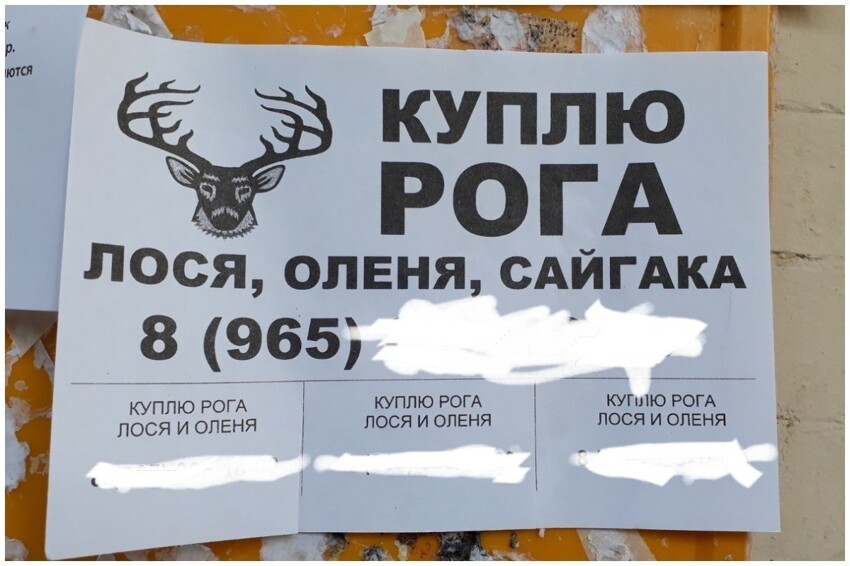 к
р.
ются
КУПЛЮ
РОГА
ЛОСЯ, ОЛЕНЯ, САЙГАКА
8 (965)
КУПЛЮ РОГА
ЛОСЯ И ОЛЕНЯ
КУПЛЮ РОГА
ЛОСЯ И ОЛЕНЯ
КУПЛЮ РОГА
ЛОСЯ И ОЛЕНЯ